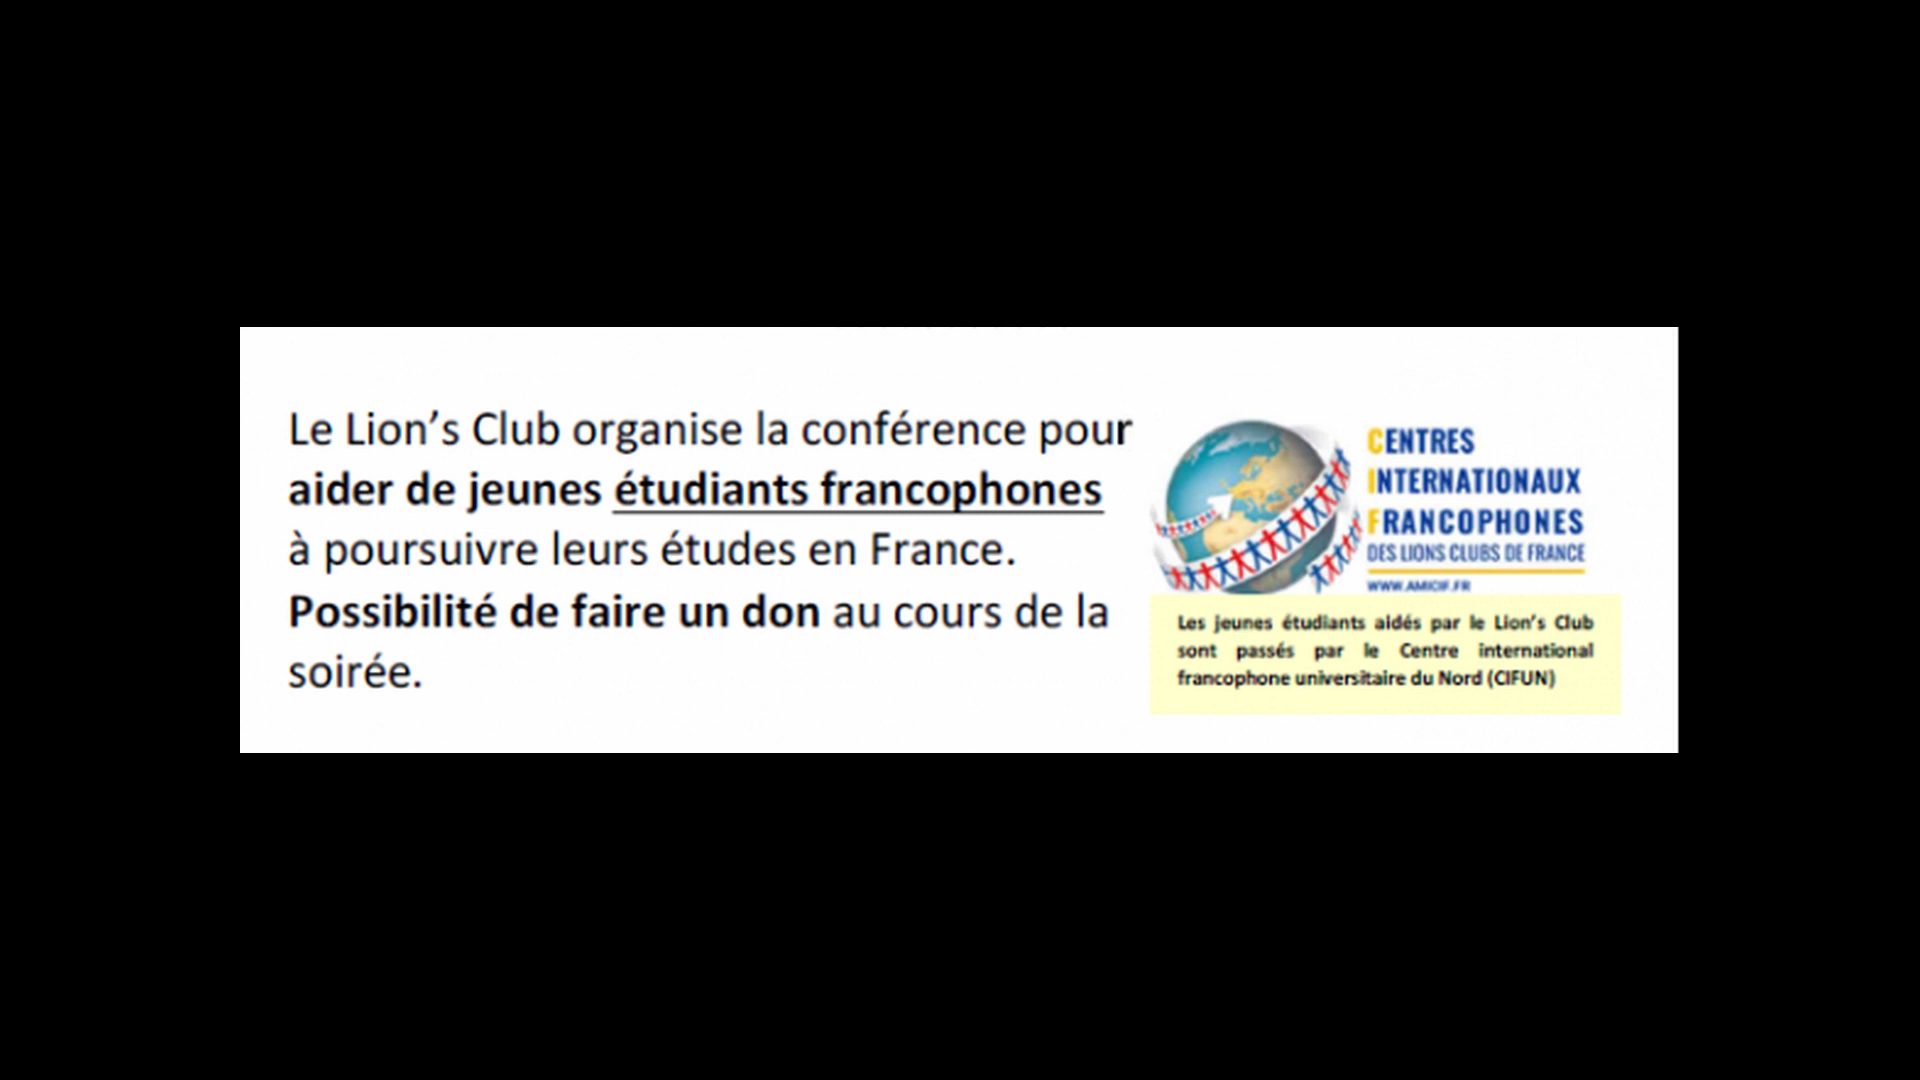 Le Lion’s Club organise la conférence pour
aider de jeunes étudiants francophones
à poursuivre leurs études en France.
Possibilité de faire un don au cours de la
soirée.
CENTRES
INTERNATIONAUX
FRANCOPHONES
DES LIONS CLUBS DE FRANCE
WWW.AMICIF.FR
Les jeunes étudiants aidés par le Lion’s Club
sont passés par le Centre international
francophone universitaire du Nord (CIFUN)